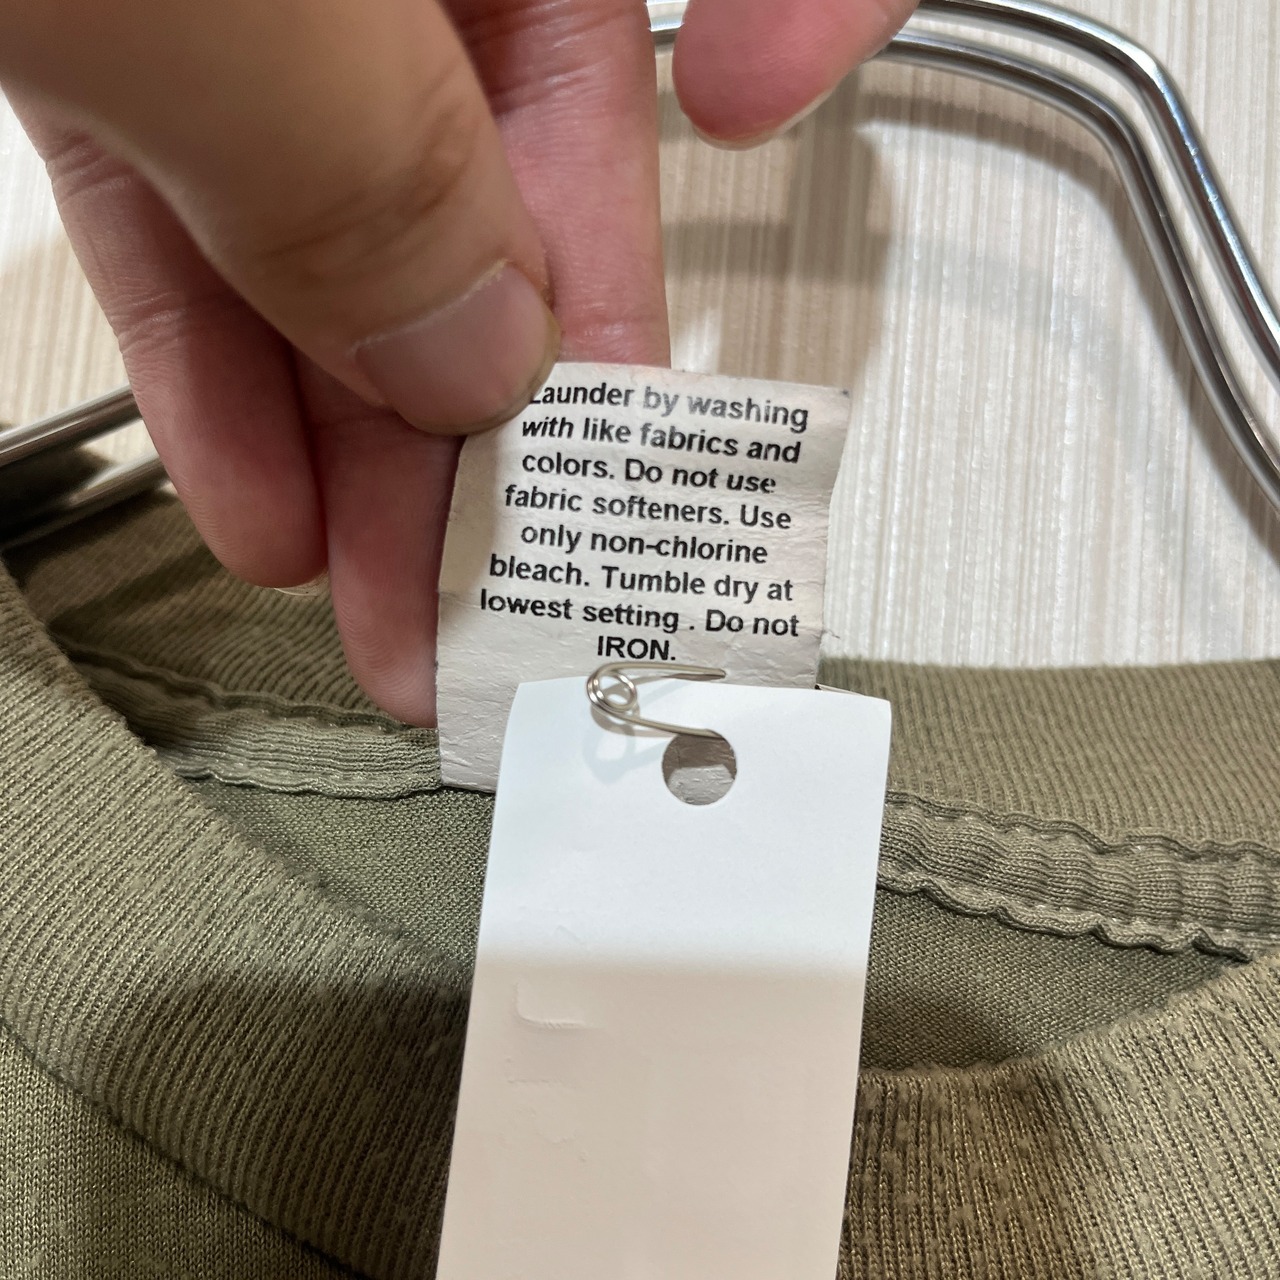 Launder by washing
with like fabrics and
colors. Do not use
fabric softeners. Use
only non-chlorine
bleach. Tumble dry at
lowest setting . Do not
IRON.